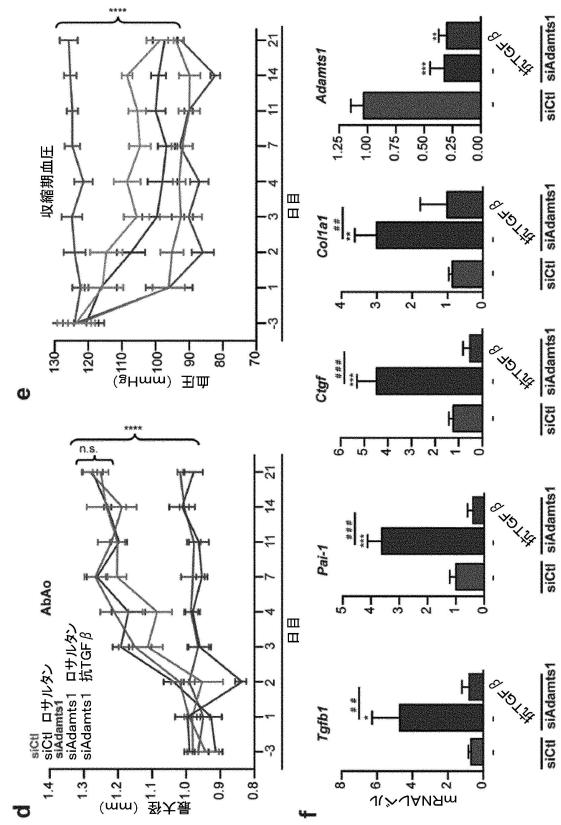 d
AbAo
siCtl
siCtl ロサルタン
siAdamts1
siAdamts1 ロサルタン
siAdamts1 抗TGFβ
n.s.
****
最大径 (mm)
1.4
1.3
1.2
1.1
1.0
0.9
0.8
-3 1 2 3 4 7 11 14 21
日目
e
収縮期血圧
****
血圧 (mmHg)
130
120
110
100
90
80
70
-3 1 2 3 4 7 11 14 21
日目
f
mRNAレベル
Tgfb1
8
6
4
2
0
##
*
- - 抗TGFβ
siCtl siAdamts1
Pai-1
5
4
3
2
1
0
###
***
- - 抗TGFβ
siCtl siAdamts1
Ctgf
6
5
4
3
2
1
0
###
***
- - 抗TGFβ
siCtl siAdamts1
Col1a1
4
3
2
1
0
##
**
- - 抗TGFβ
siCtl siAdamts1
Adamts1
1.25
1.00
0.75
0.50
0.25
0.00
***
**
- - 抗TGFβ
siCtl siAdamts1